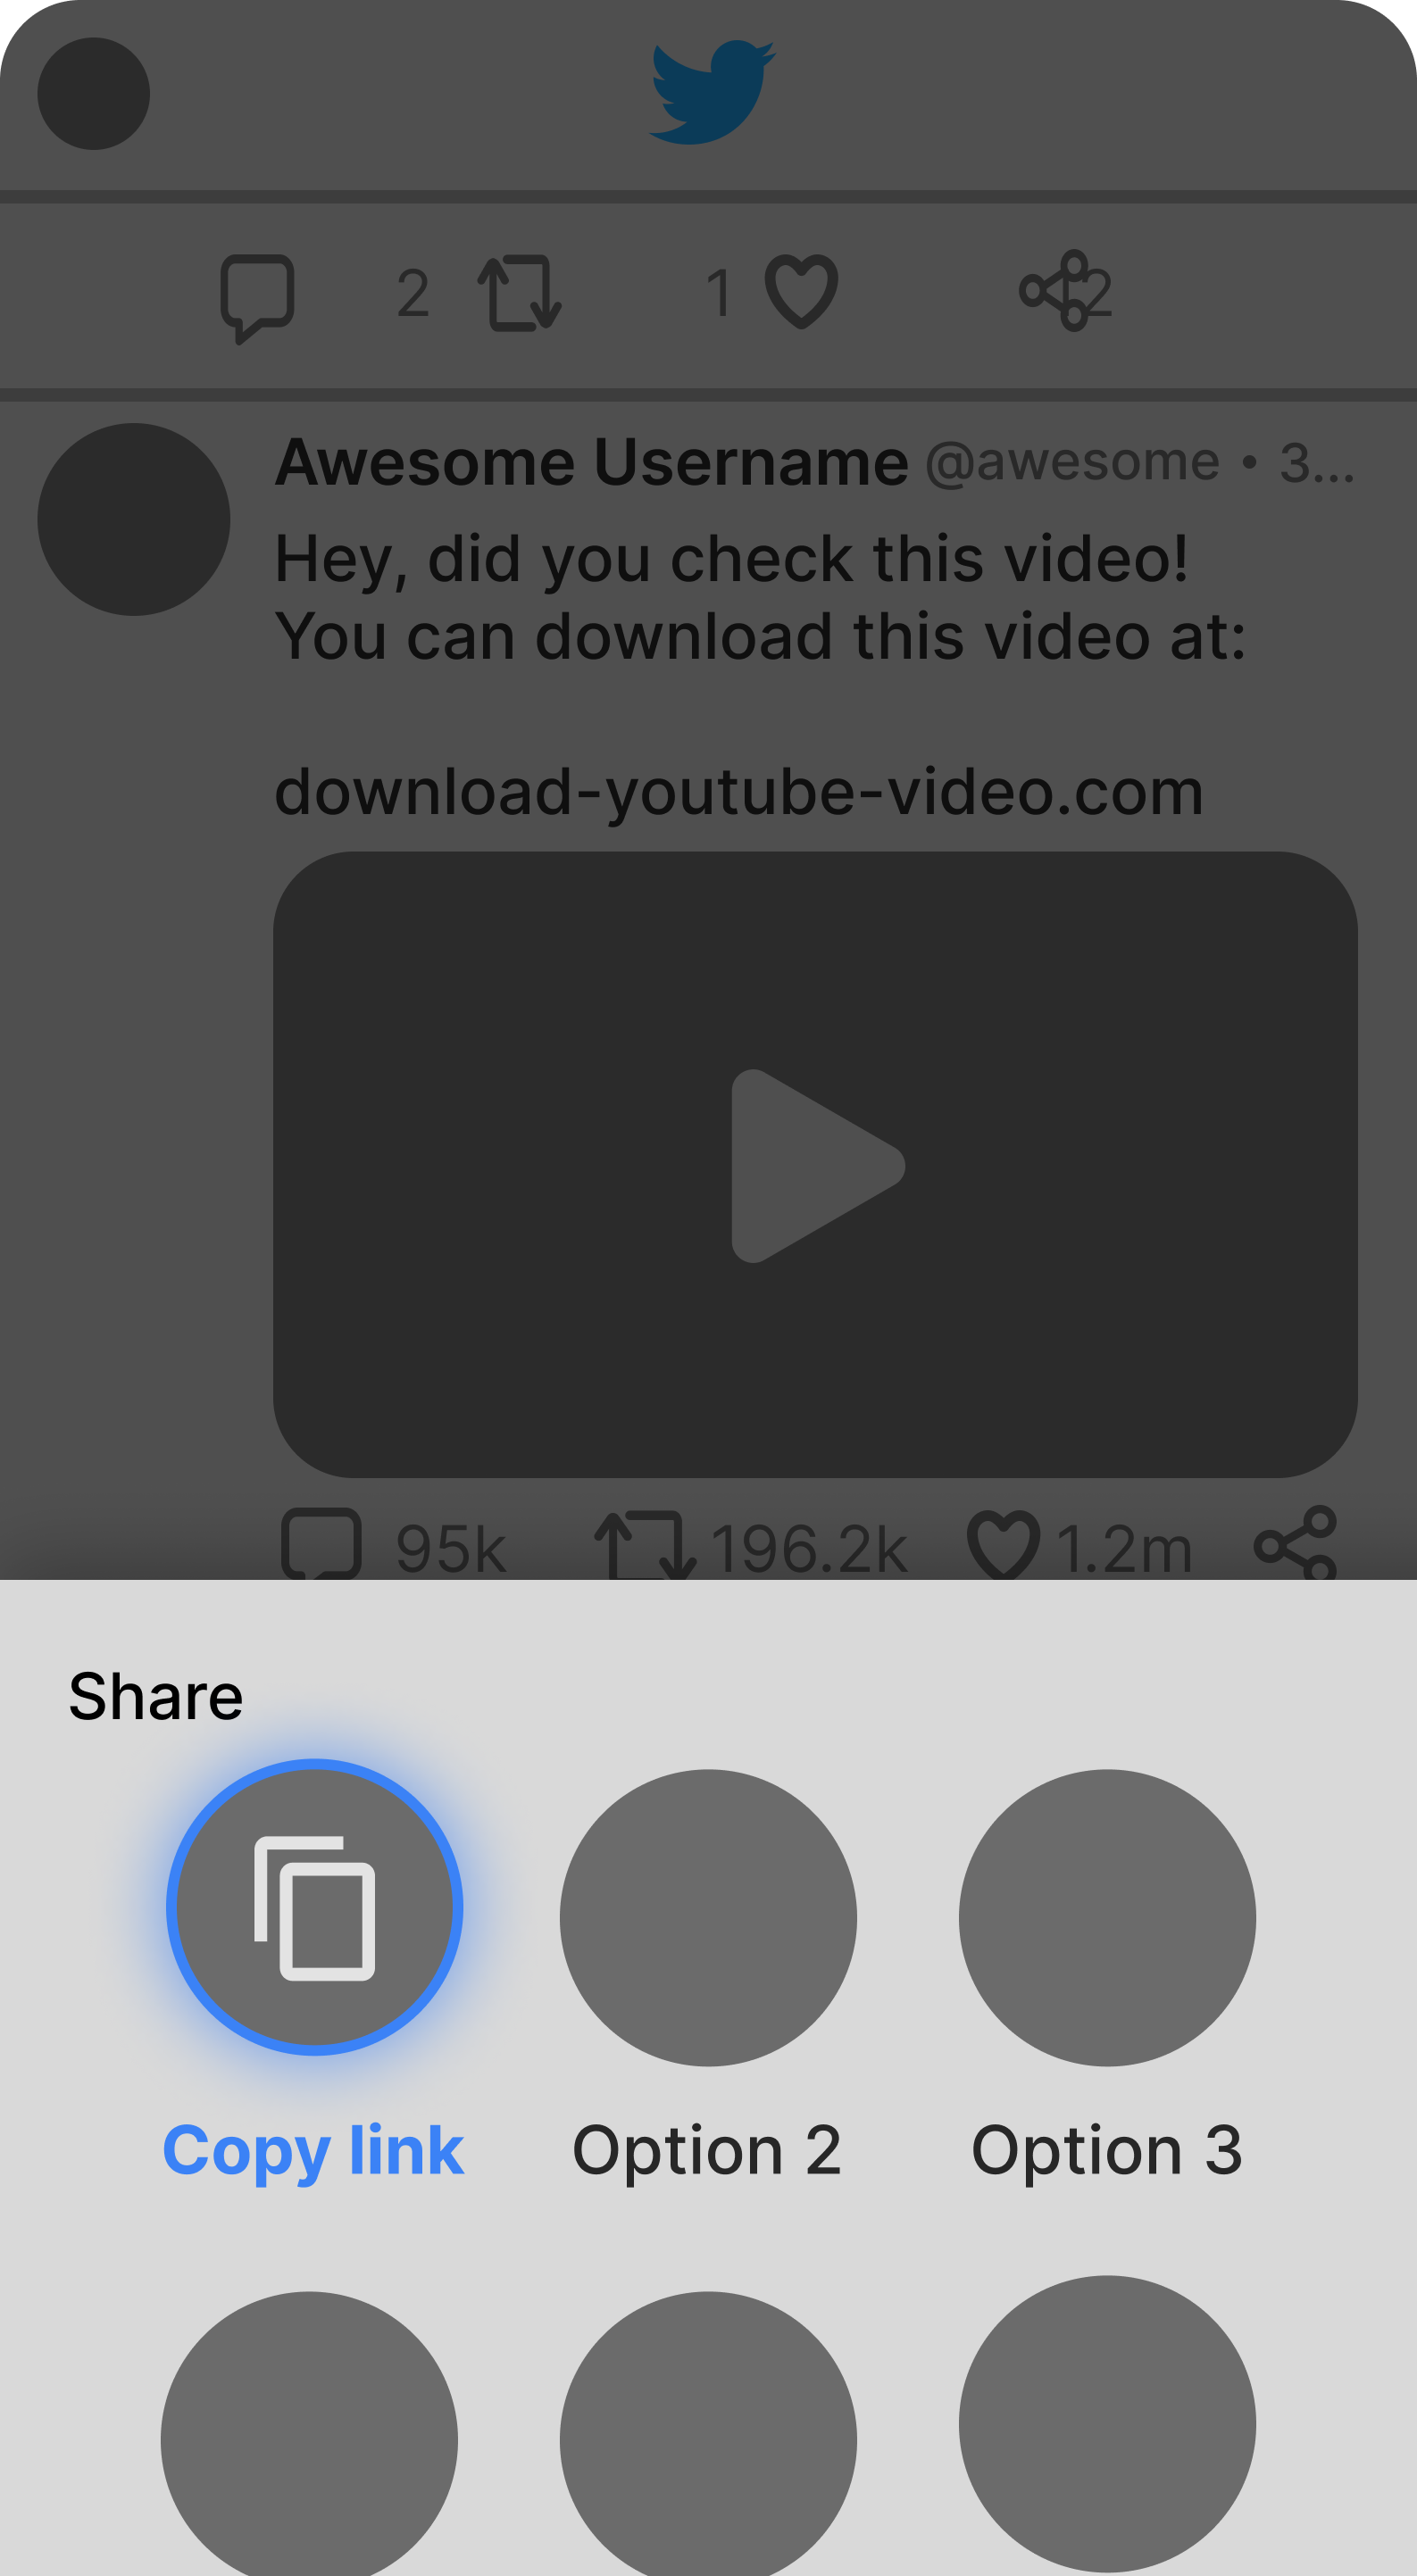 2 1 2
Awesome Username @awesome • 3...
Hey, did you check this video!
You can download this video at:
download-youtube-video.com
95k 196.2k 1.2m
Share
Copy link Option 2 Option 3